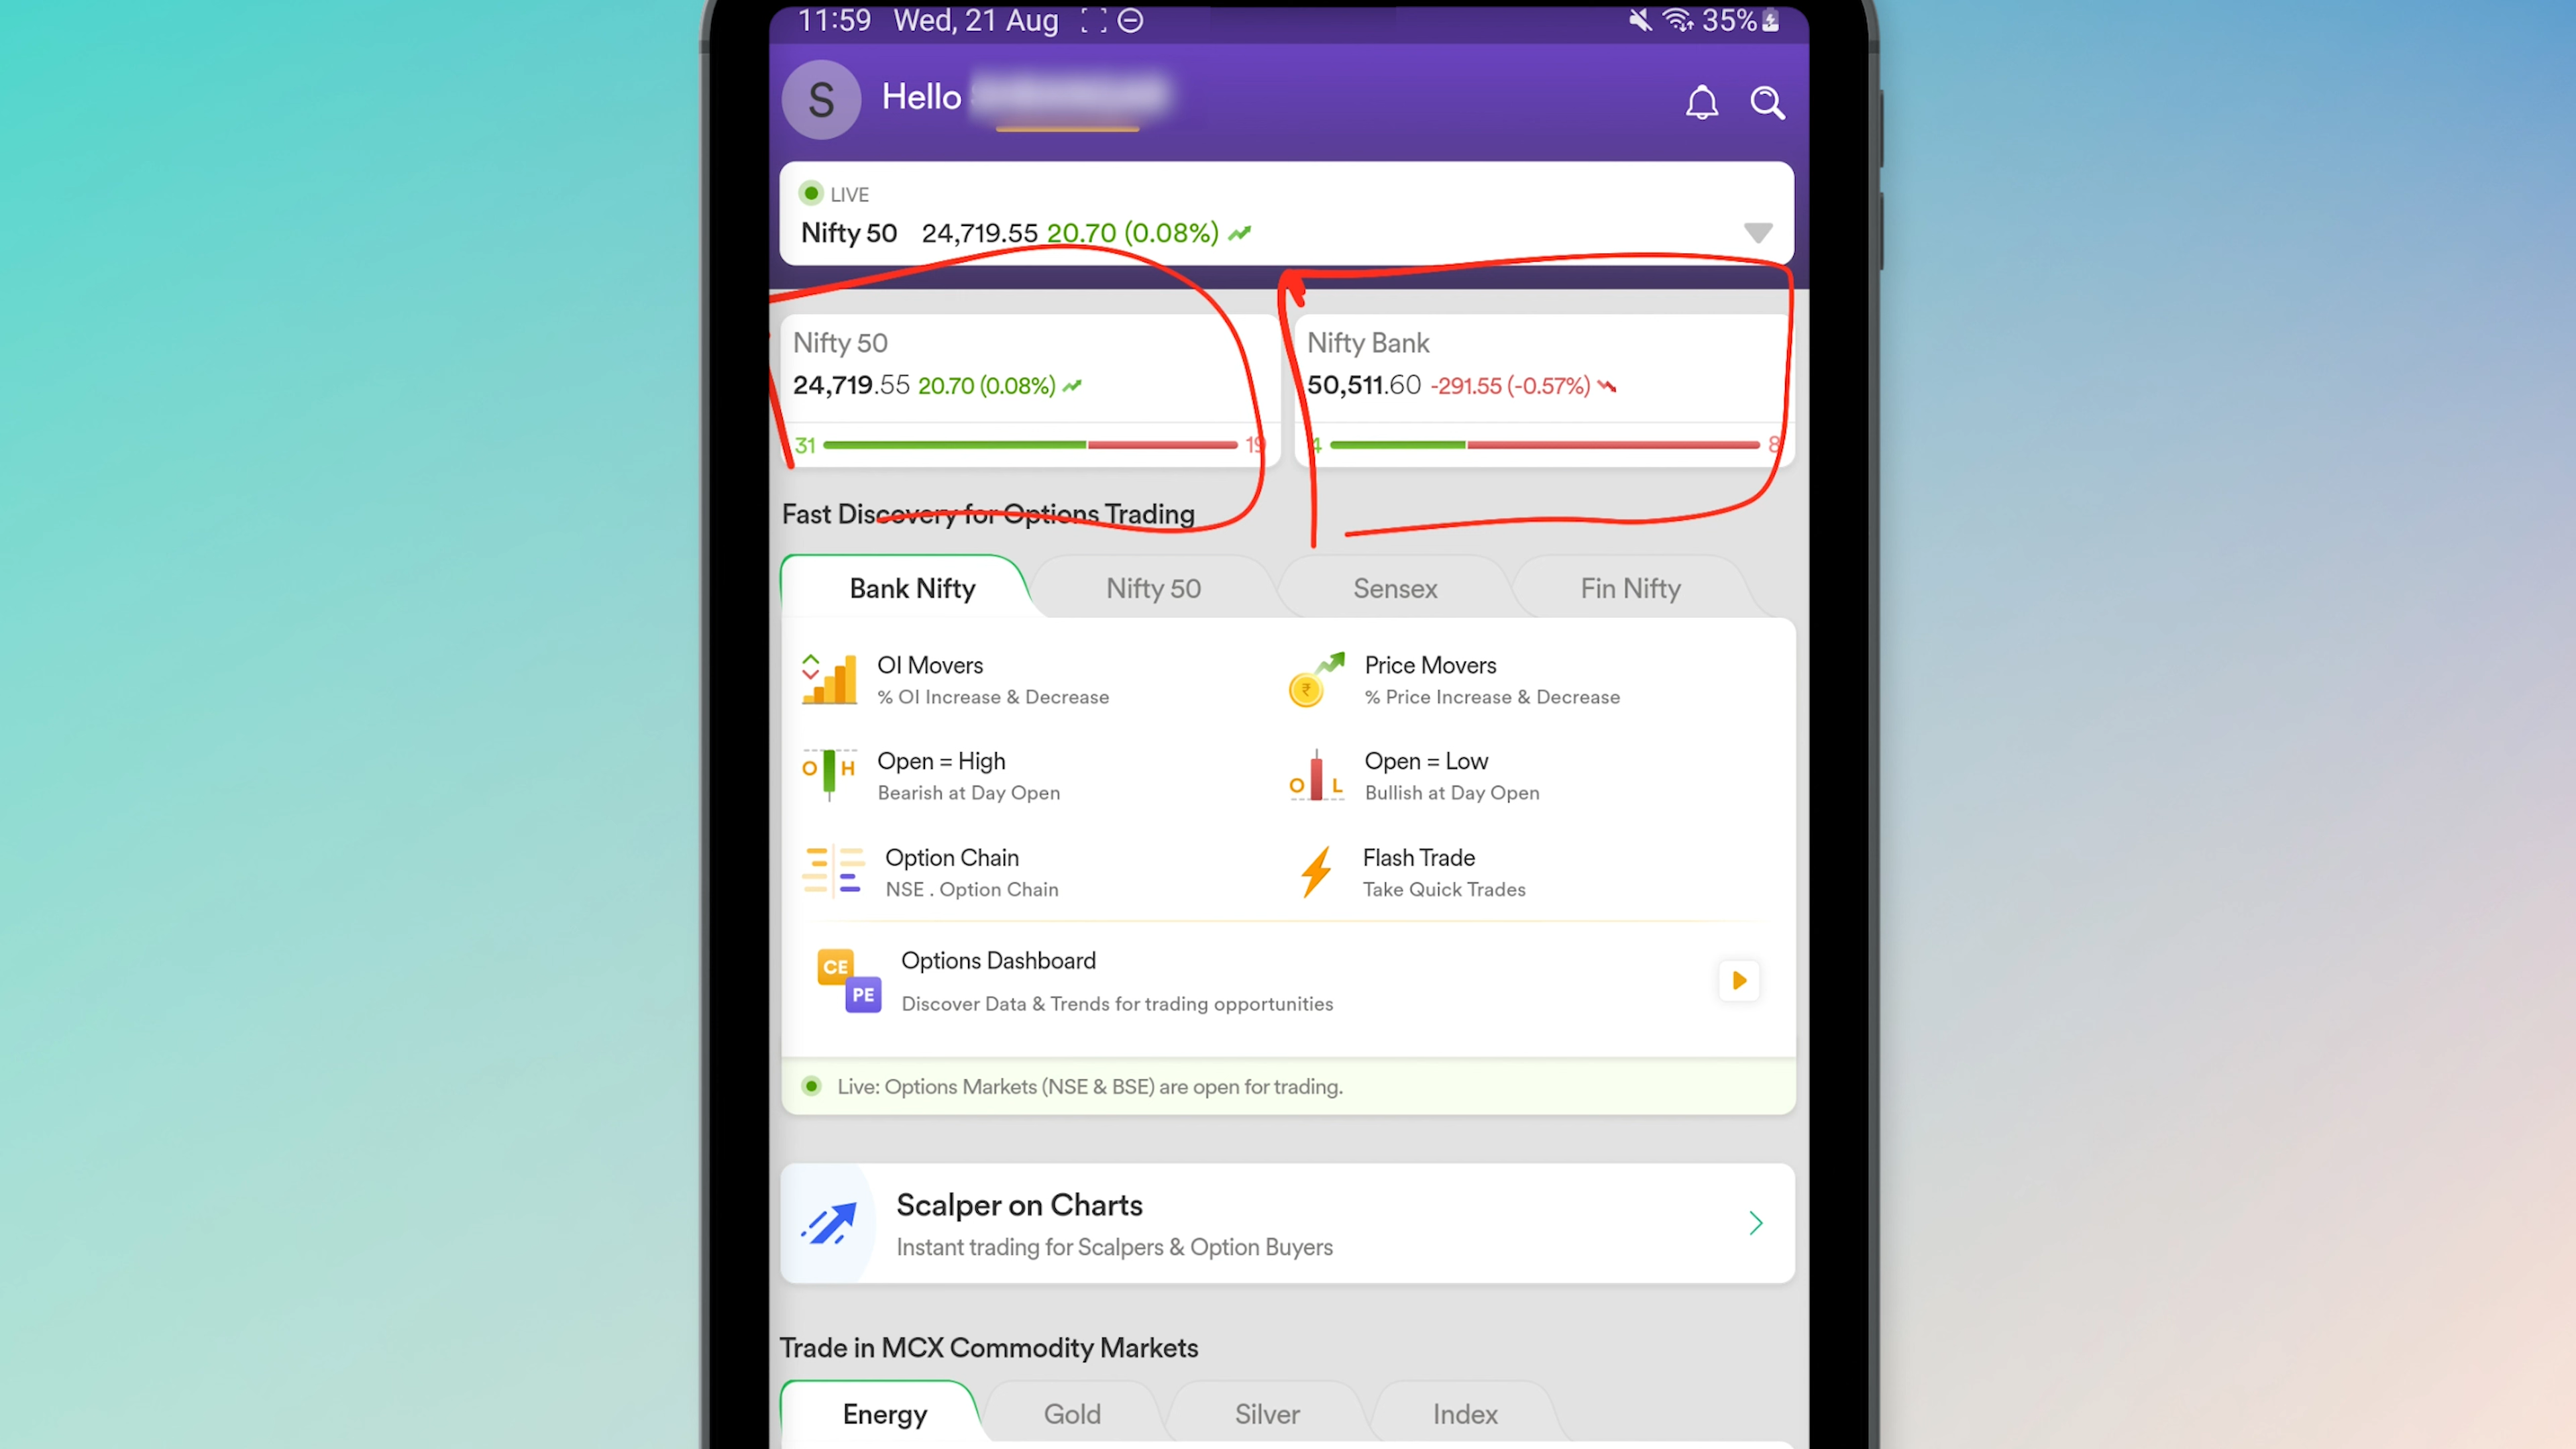 11:59 Wed, 21 Aug 35%
S Hello
LIVE
Nifty 50 24,719.55 20.70 (0.08%)
Nifty 50
24,719.55 20.70 (0.08%)
31 19
Nifty Bank
50,511.60 -291.55 (-0.57%)
4 8
Fast Discovery for Options Trading
Bank Nifty Nifty 50 Sensex Fin Nifty
OI Movers
% OI Increase & Decrease
Price Movers
% Price Increase & Decrease
O H
Open = High
Bearish at Day Open
O L
Open = Low
Bullish at Day Open
Option Chain
NSE . Option Chain
Flash Trade
Take Quick Trades
CE
PE
Options Dashboard
Discover Data & Trends for trading opportunities
Live: Options Markets (NSE & BSE) are open for trading.
Scalper on Charts
Instant trading for Scalpers & Option Buyers
Trade in MCX Commodity Markets
Energy Gold Silver Index